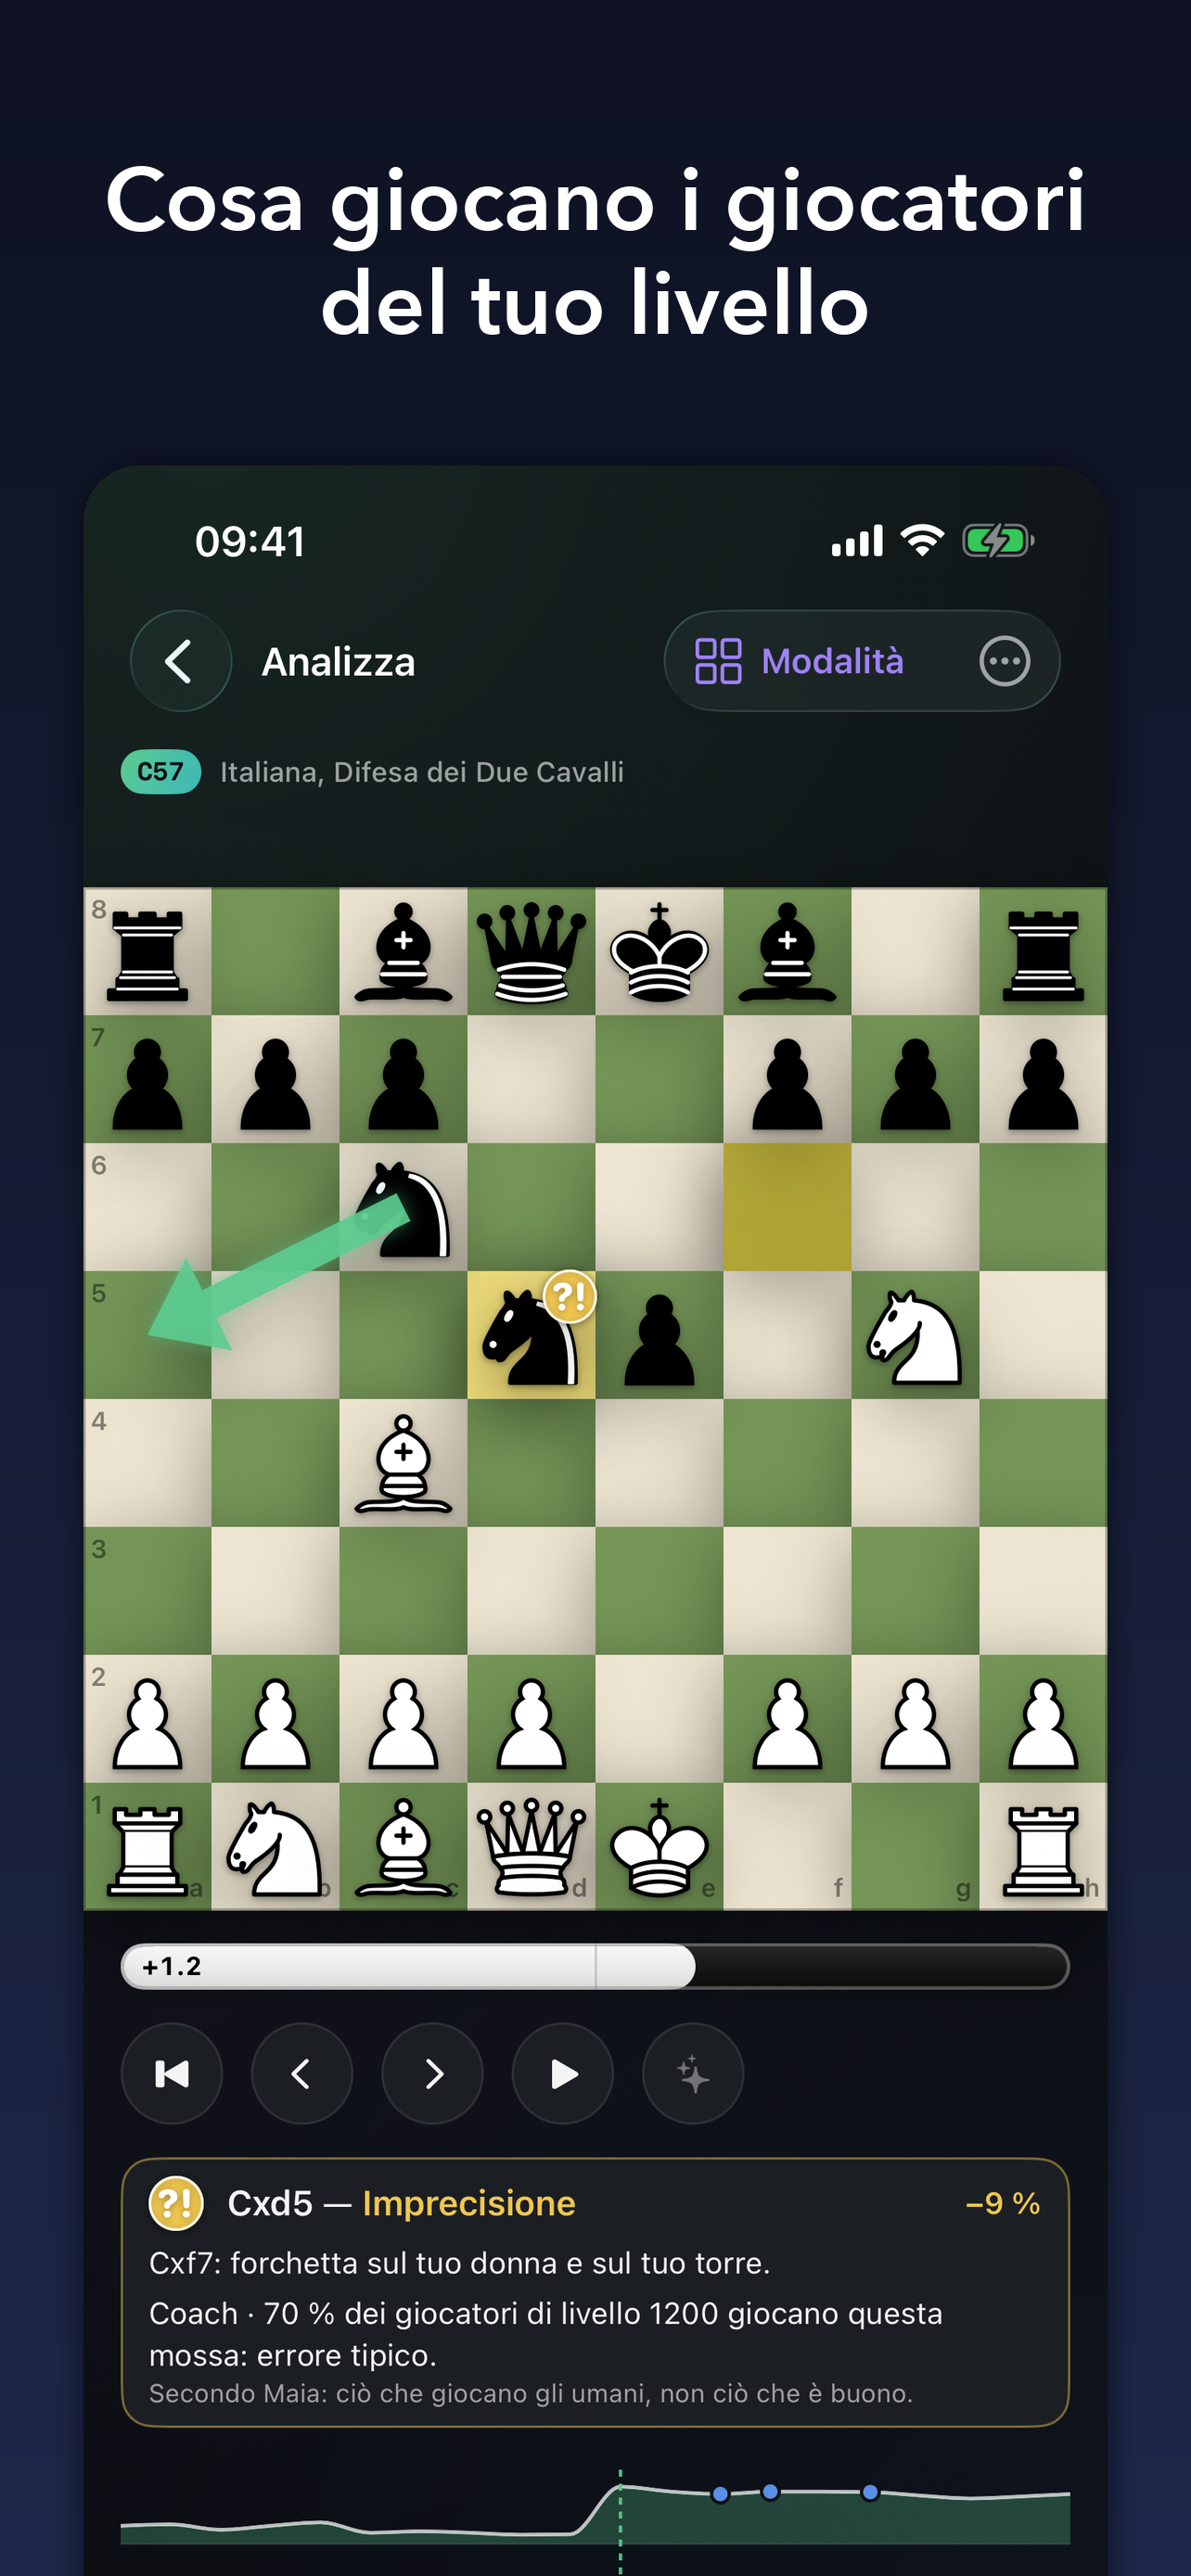 Cosa giocano i giocatori
del tuo livello
09:41
Analizza
Modalità
C57 Italiana, Difesa dei Due Cavalli
8
7
6
5
?!
4
3
2
1
a b c d e f g h
+1.2
?! Cxd5 — Imprecisione −9 %
Cxf7: forchetta sul tuo donna e sul tuo torre.
Coach · 70 % dei giocatori di livello 1200 giocano questa
mossa: errore tipico.
Secondo Maia: ciò che giocano gli umani, non ciò che è buono.